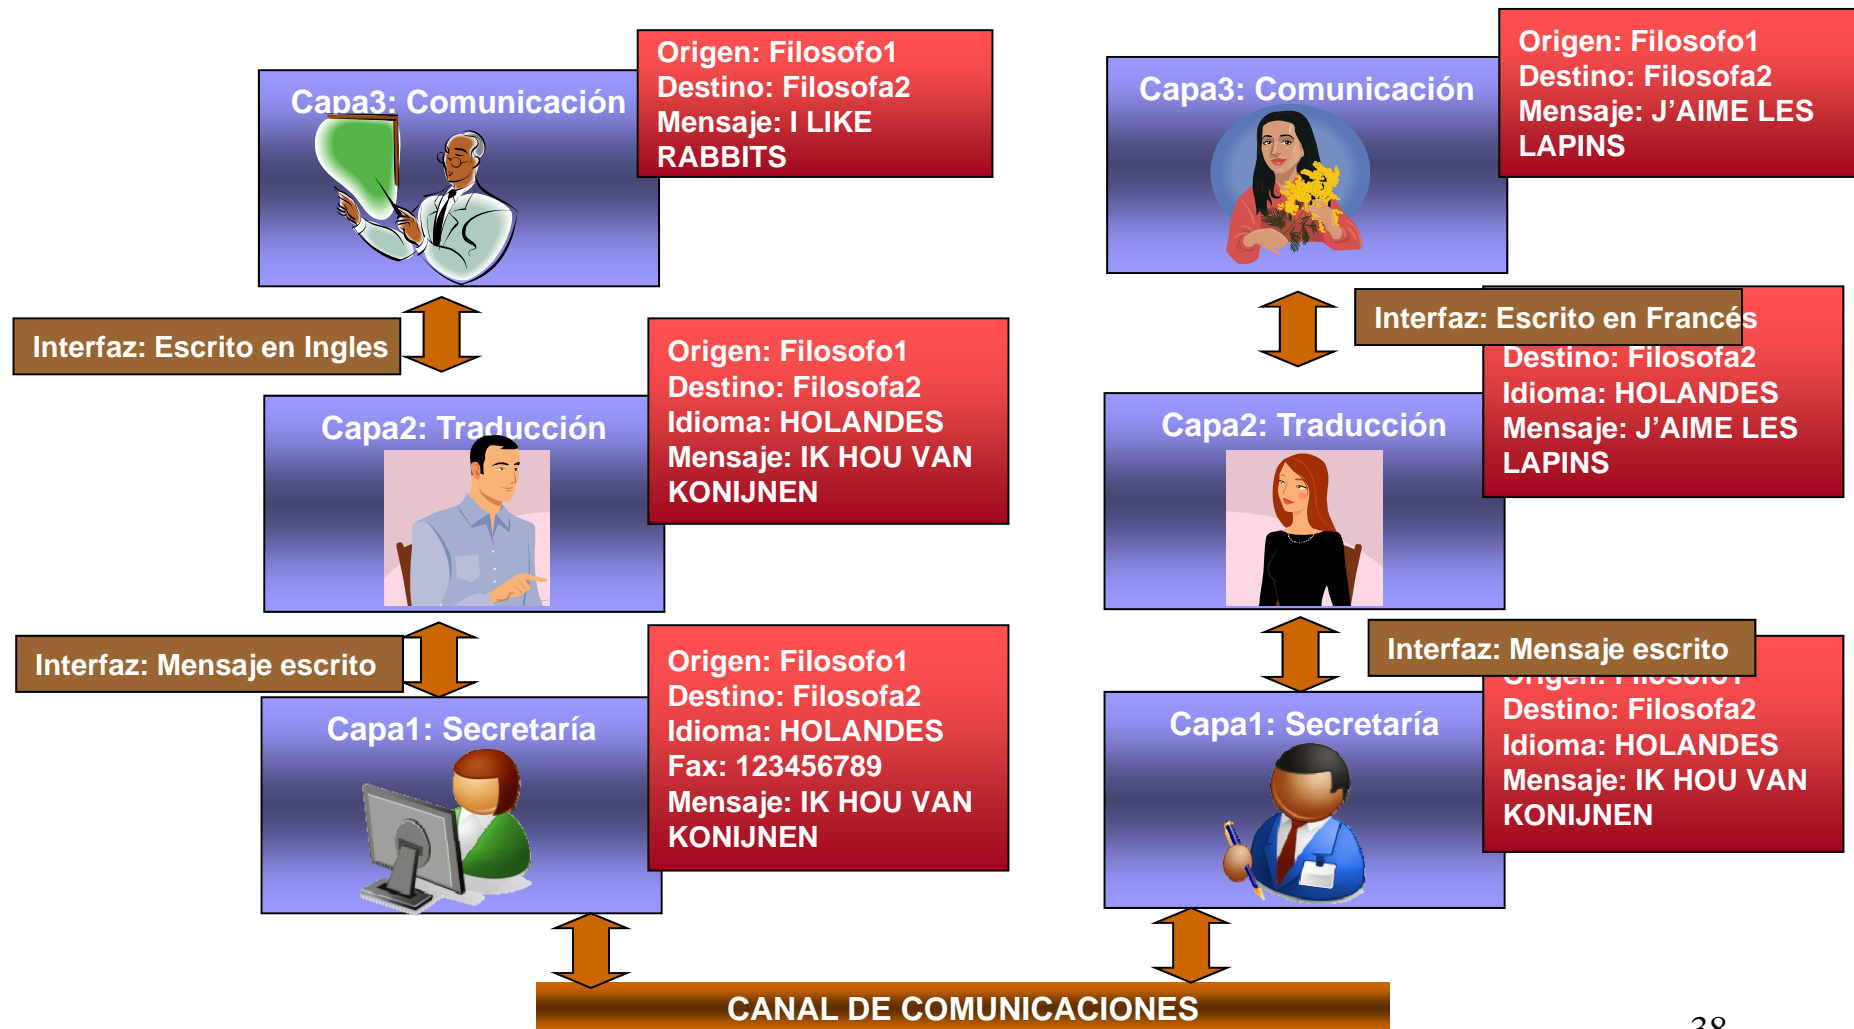 Capa3: Comunicación
Origen: Filosofo1
Destino: Filosofa2
Mensaje: I LIKE
RABBITS
Interfaz: Escrito en Ingles
Capa2: Traducción
Origen: Filosofo1
Destino: Filosofa2
Idioma: HOLANDES
Mensaje: IK HOU VAN
KONIJNEN
Interfaz: Mensaje escrito
Capa1: Secretaría
Origen: Filosofo1
Destino: Filosofa2
Idioma: HOLANDES
Fax: 123456789
Mensaje: IK HOU VAN
KONIJNEN
Capa3: Comunicación
Origen: Filosofo1
Destino: Filosofa2
Mensaje: J’AIME LES
LAPINS
Interfaz: Escrito en Francés
Capa2: Traducción
Destino: Filosofa2
Idioma: HOLANDES
Mensaje: J’AIME LES
LAPINS
Interfaz: Mensaje escrito
Capa1: Secretaría
Origen: Filosofo1
Destino: Filosofa2
Idioma: HOLANDES
Mensaje: IK HOU VAN
KONIJNEN
CANAL DE COMUNICACIONES
38